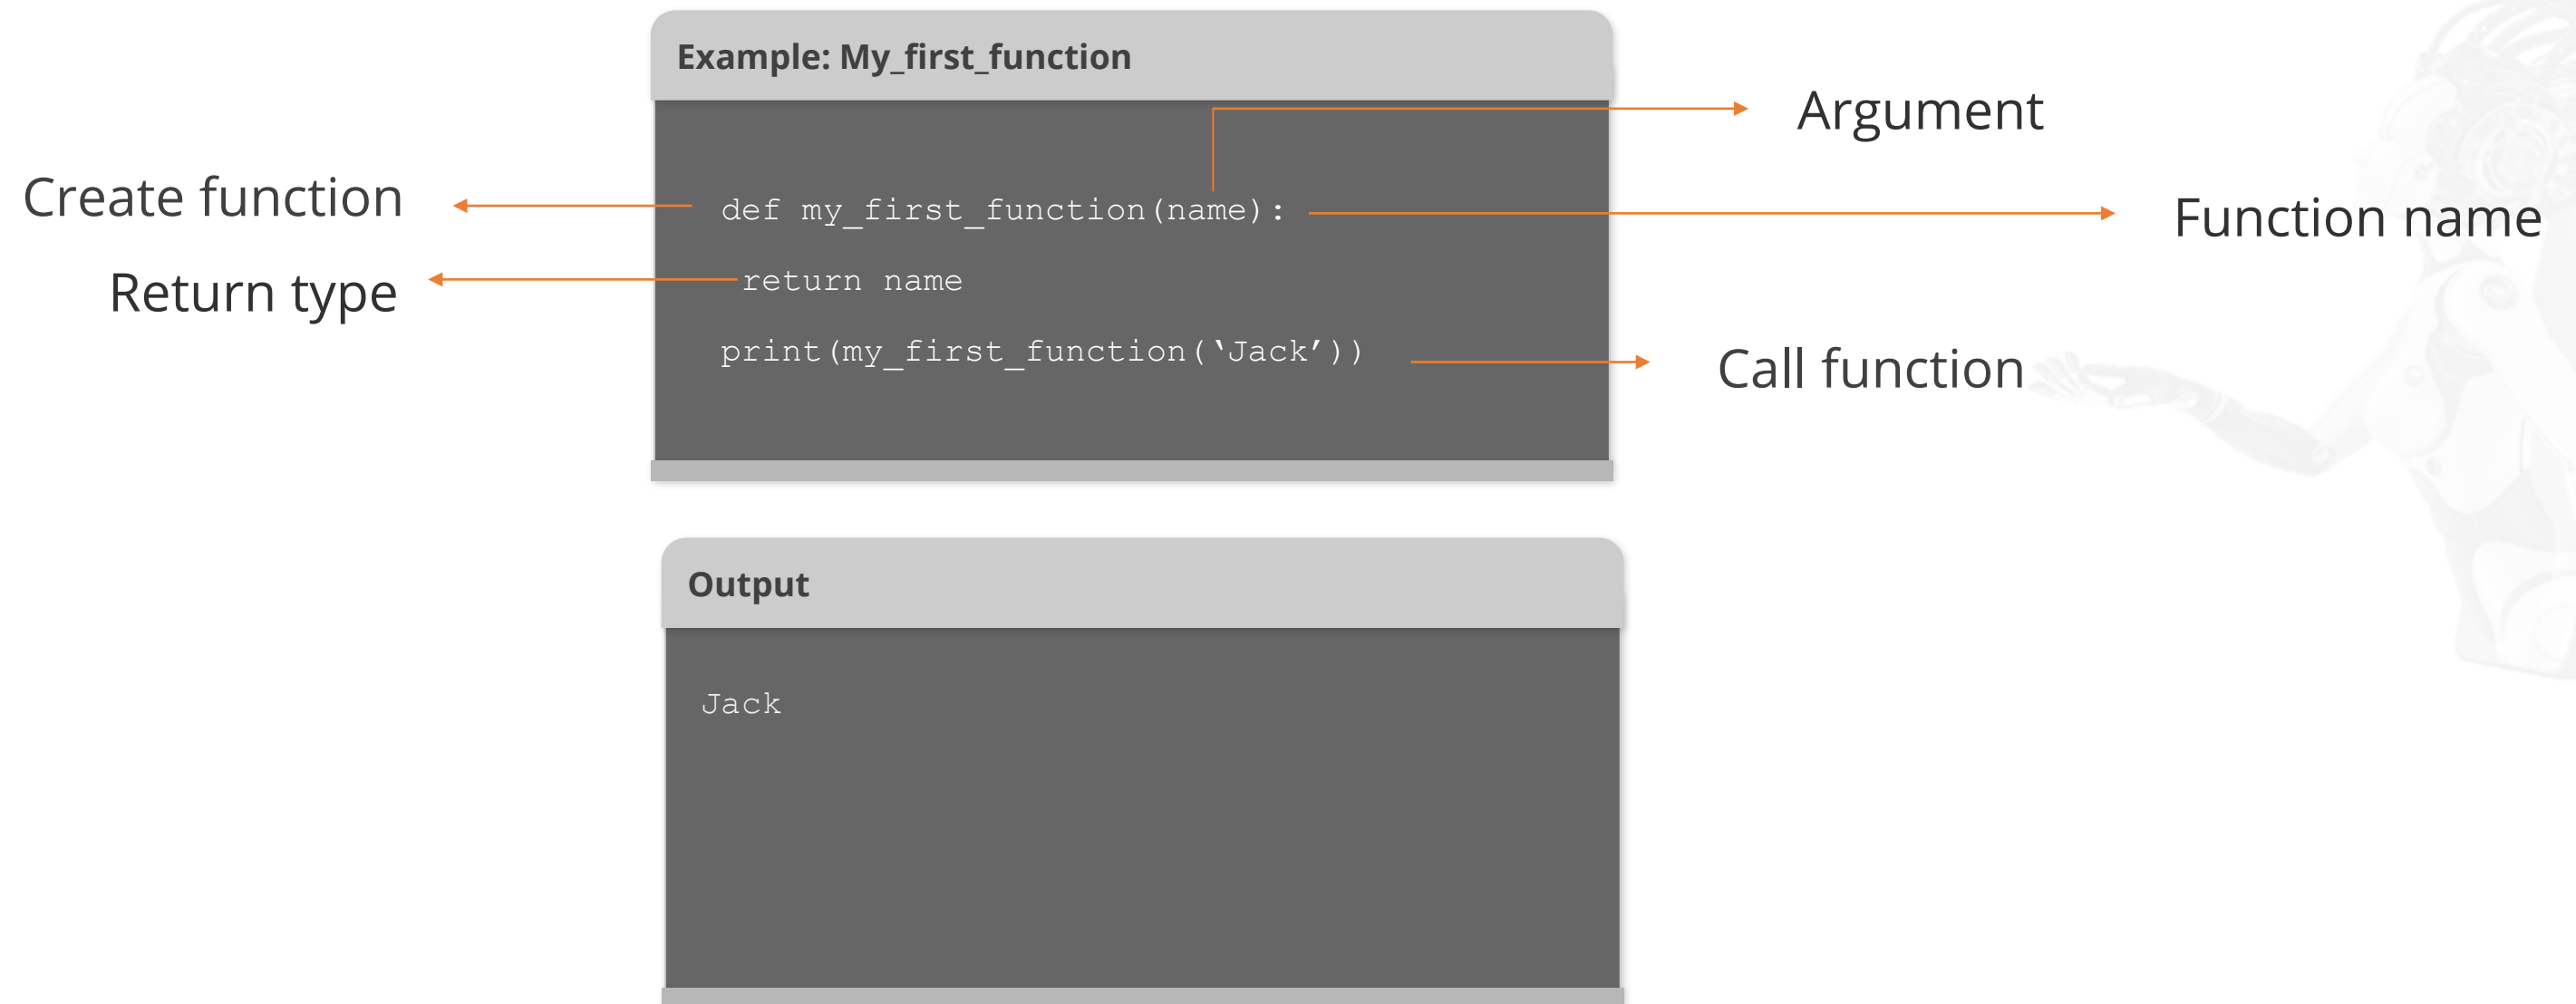 Example: My_first_function
Argument
Create function
def my_first_function(name):
Function name
Return type
return name
print(my_first_function(‘Jack’))
Call function
Output
Jack